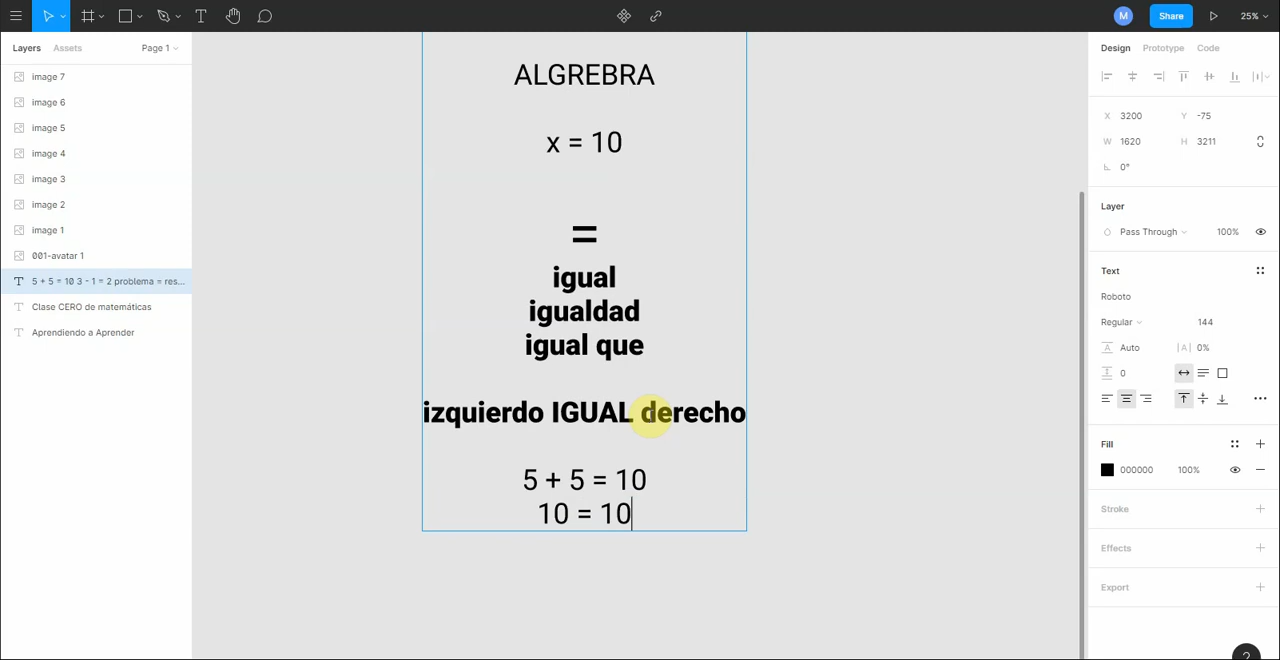 M
Share
25%
Layers
Assets
Page 1
image 7
image 6
image 5
image 4
image 3
image 2
image 1
001-avatar 1
5 + 5 = 10 3 - 1 = 2 problema = res...
Clase CERO de matemáticas
Aprendiendo a Aprender
ALGREBRA
x = 10
=
igual
igualdad
igual que
izquierdo IGUAL derecho
5 + 5 = 10
10 = 10
Design
Prototype
Code
X 3200
Y -75
W 1620
H 3211
0°
Layer
Pass Through
100%
Text
Roboto
Regular
144
A Auto
|A| 0%
0
Fill
000000
100%
Stroke
Effects
Export
?